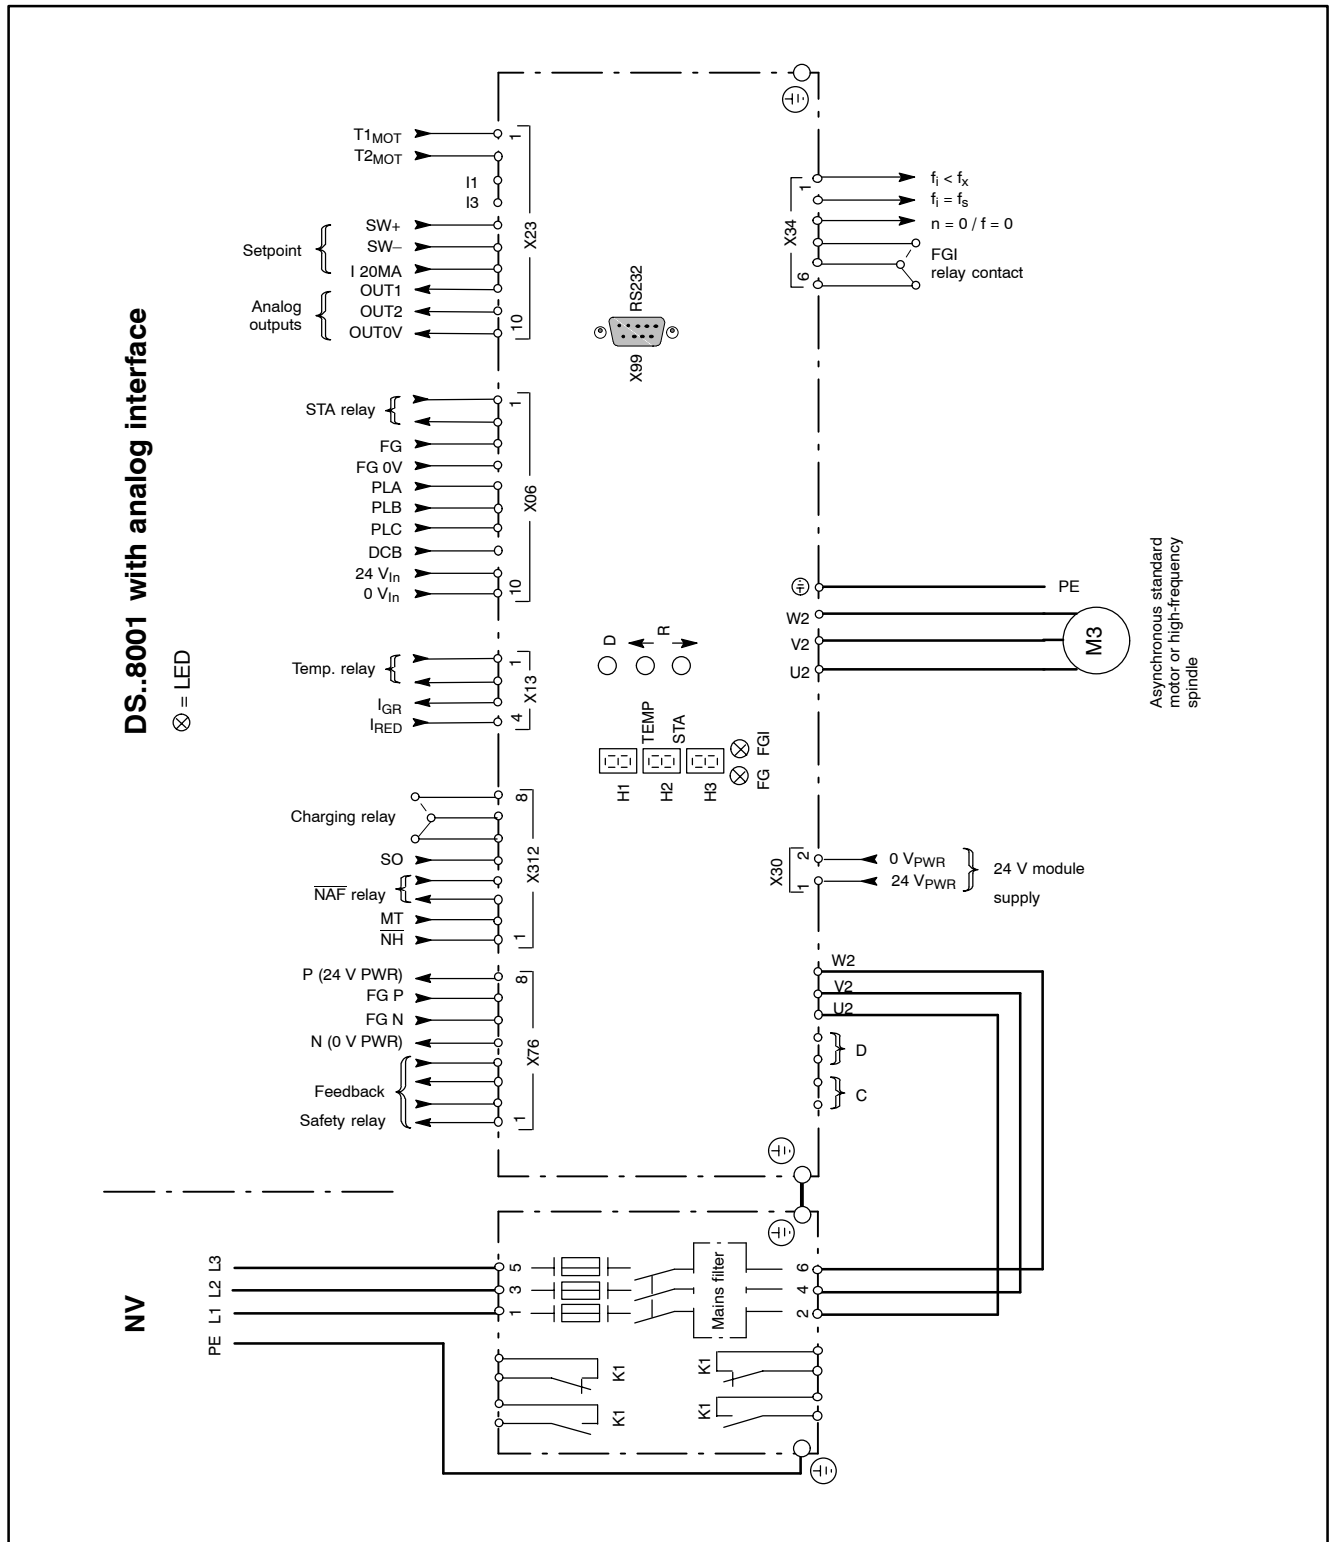 DS..8001 with analog interface
⊗ = LED
T1MOT
T2MOT
I1
I3
SW+
SW–
I 20MA
Setpoint
OUT1
OUT2
OUT0V
Analog
outputs
1
X23
10
STA relay
FG
FG 0V
PLA
PLB
PLC
DCB
24 VIn
0 VIn
1
X06
10
Temp. relay
IGR
IRED
1
X13
4
Charging relay
SO
NAF relay
MT
NH
8
X312
1
P (24 V PWR)
FG P
FG N
N (0 V PWR)
Feedback
Safety relay
8
X76
1
RS232
X99
D
R
TEMP
STA
H1
H2
H3
FG
FGI
1
X34
6
fi < fx
fi = fs
n = 0 / f = 0
FGI
relay contact
PE
W2
V2
U2
M3
Asynchronous standard
motor or high-frequency
spindle
X30
2
1
0 VPWR
24 VPWR
24 V module
supply
W2
V2
U2
D
C
NV
L3
L2
L1
PE
5
3
1
Mains filter
6
4
2
K1
K1
K1
K1